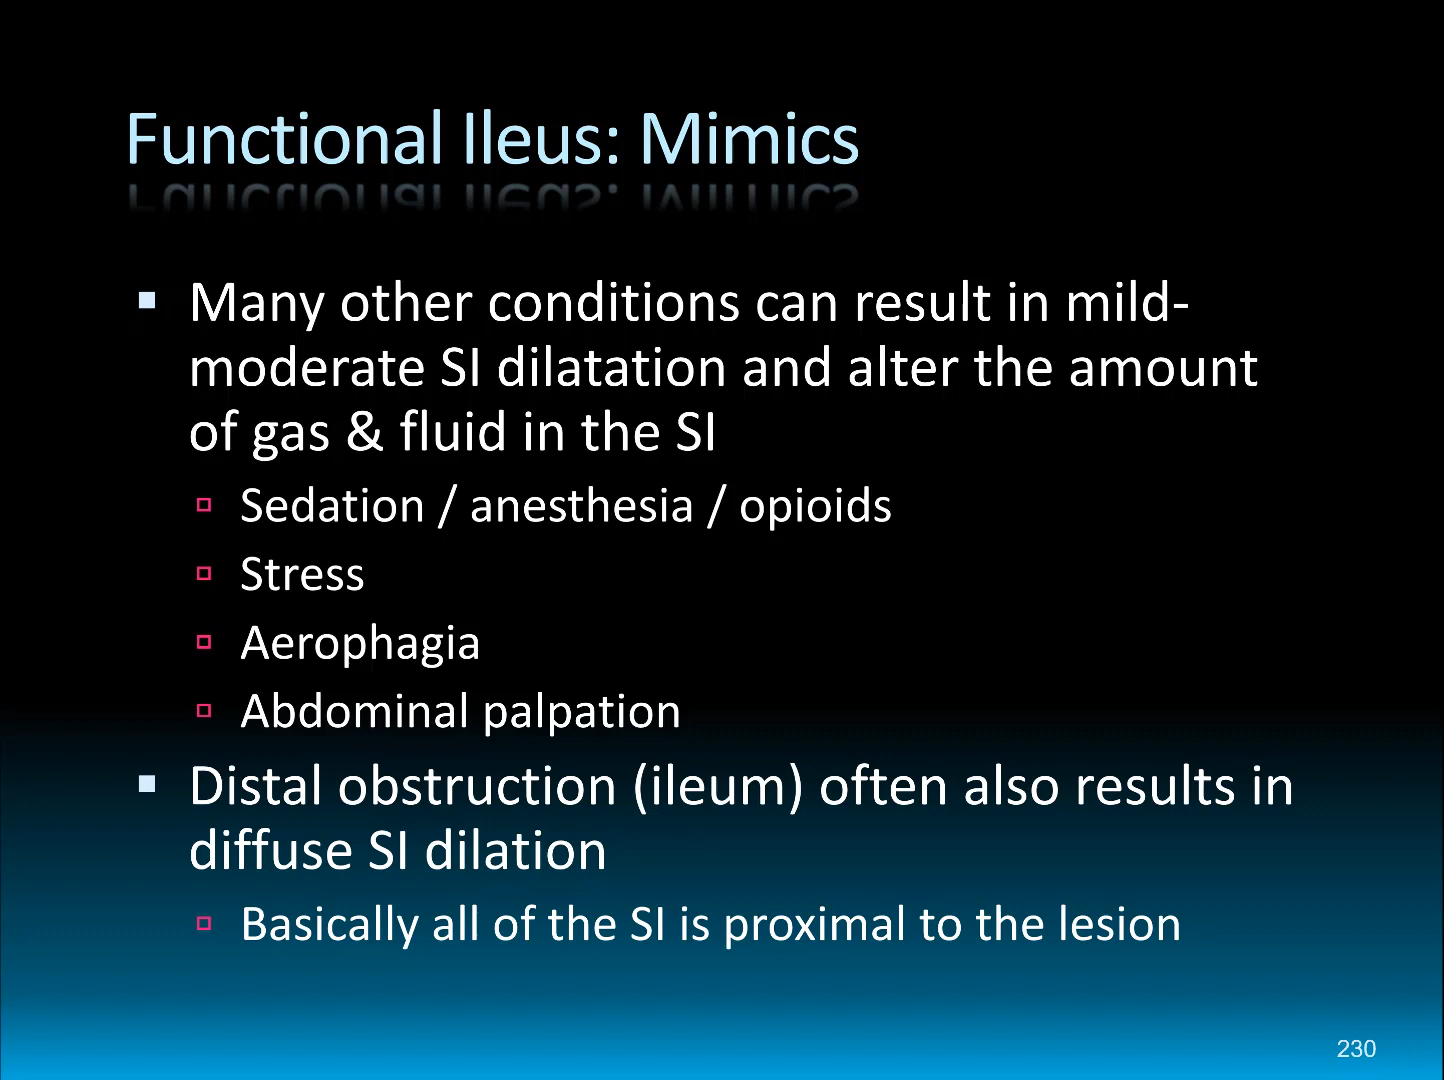 Functional Ileus: Mimics
Many other conditions can result in mild-
moderate SI dilatation and alter the amount
of gas & fluid in the SI
Sedation / anesthesia / opioids
Stress
Aerophagia
Abdominal palpation
Distal obstruction (ileum) often also results in
diffuse SI dilation
Basically all of the SI is proximal to the lesion
230